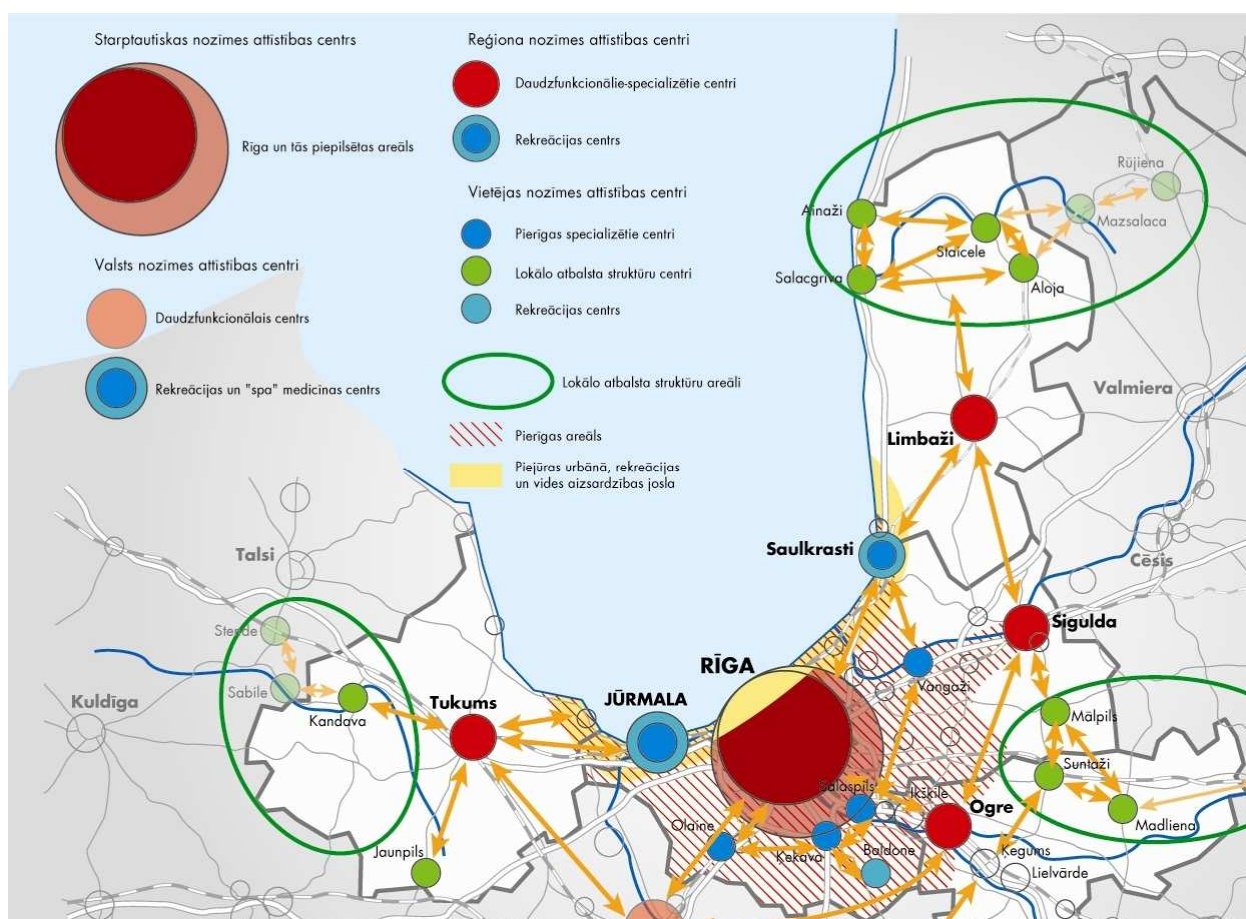 Starptautiskas nozīmes attīstības centrs
Rīga un tās piepilsētas areāls
Valsts nozīmes attīstības centri
Daudzfunkcionālais centrs
Rekreācijas un "spa" medicīnas centrs
Reģiona nozīmes attīstības centri
Daudzfunkcionālie-specializētie centri
Rekreācijas centrs
Vietējas nozīmes attīstības centri
Pierīgas specializētie centri
Lokālo atbalsta struktūru centri
Rekreācijas centrs
Lokālo atbalsta struktūru areāli
Pierīgas areāls
Piejūras urbānā, rekreācijas
un vides aizsardzības josla
Rūjiena
Ainaži
Mazsalaca
Staicele
Salacgrīva
Aloja
Valmiera
Limbaži
Saulkrasti
Talsi
Cēsis
Sigulda
Stende
RĪGA
Vangaži
Sabile
Kuldīga
Kandava
Tukums
JŪRMALA
Mālpils
Suntaži
Salaspils
Ikšķile
Ogre
Madliena
Olaine
Ķekava
Baldone
Ķegums
Jaunpils
Lielvārde